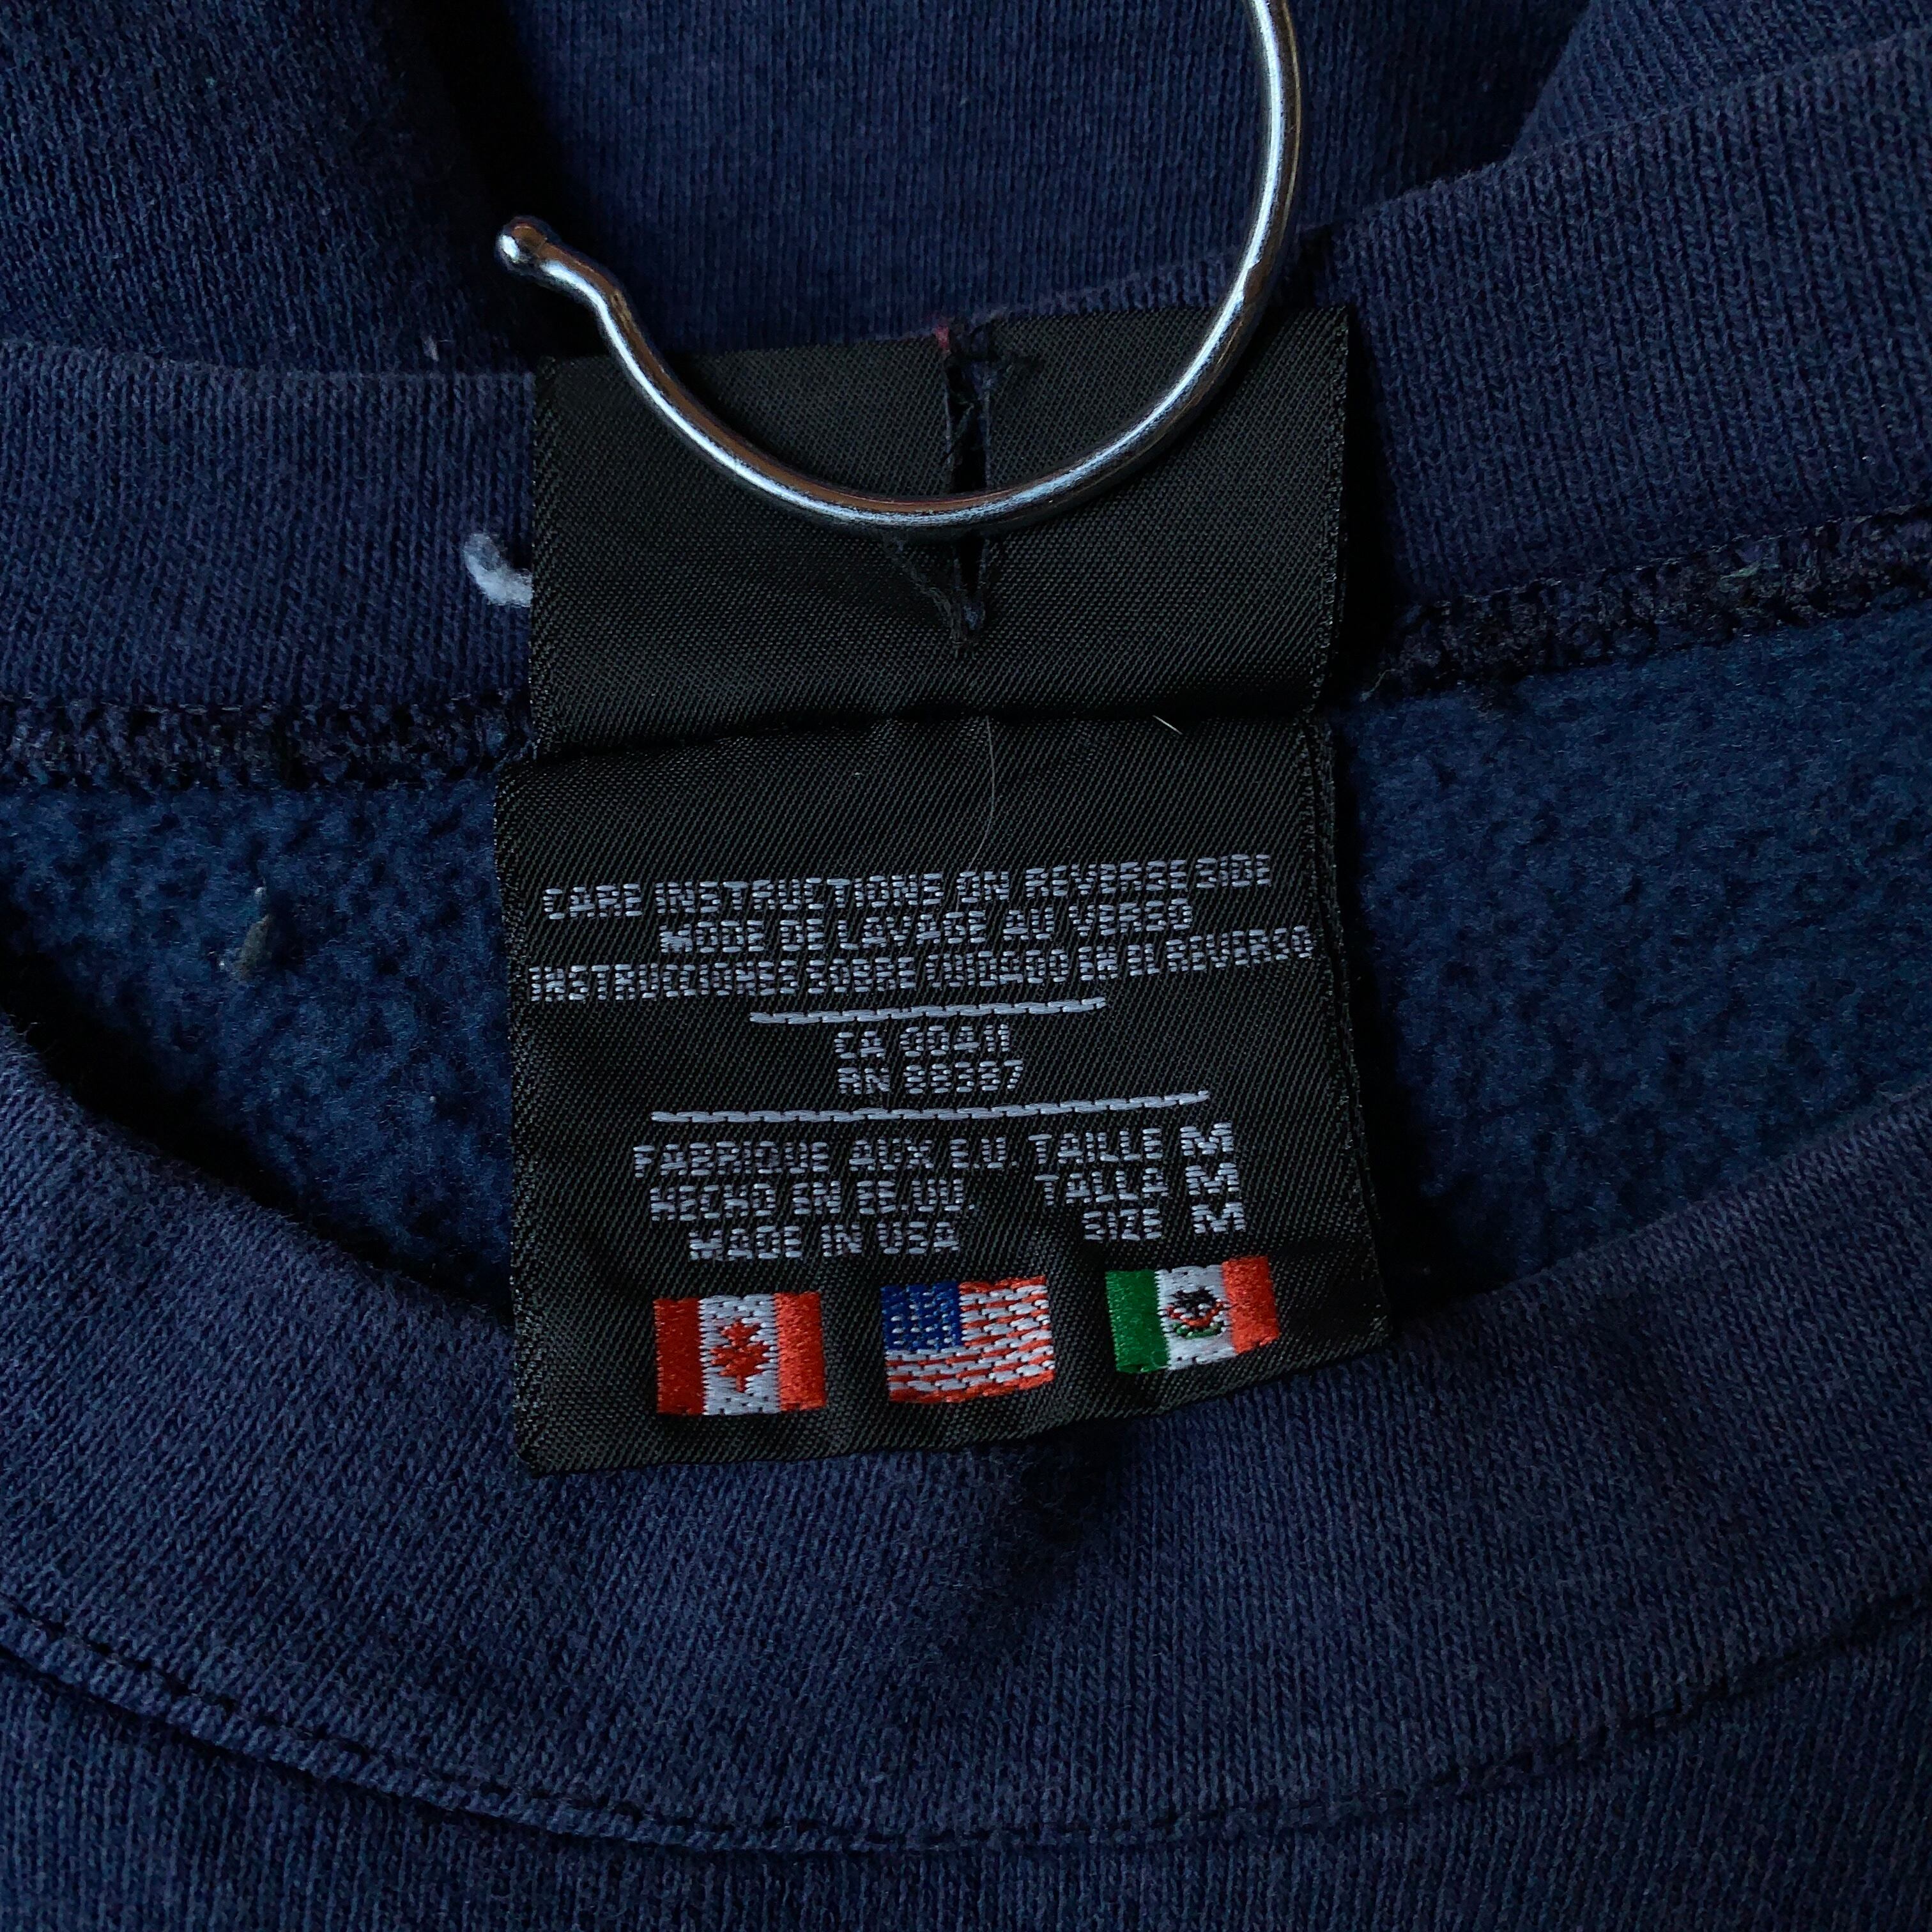 CARE INSTRUCTIONS ON REVERSE SIDE
MODE DE LAVAGE AU VERSO
INSTRUCCIONES SOBRE CUIDADO EN EL REVERSO
CA 00411
RN
FABRIQUE AUX E.U. TAILLE M
HECHO EN EE.UU. TALLA M
MADE IN USA SIZE M